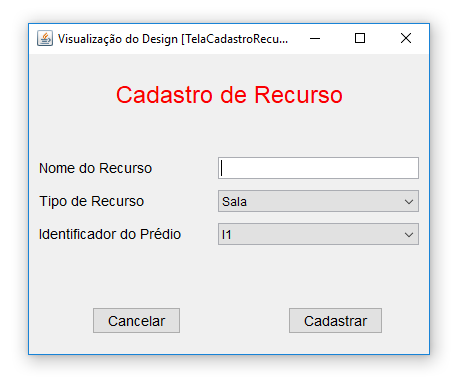 Visualização do Design [TelaCadastroRecu...
Cadastro de Recurso
Nome do Recurso
Tipo de Recurso Sala
Identificador do Prédio I1
Cancelar Cadastrar